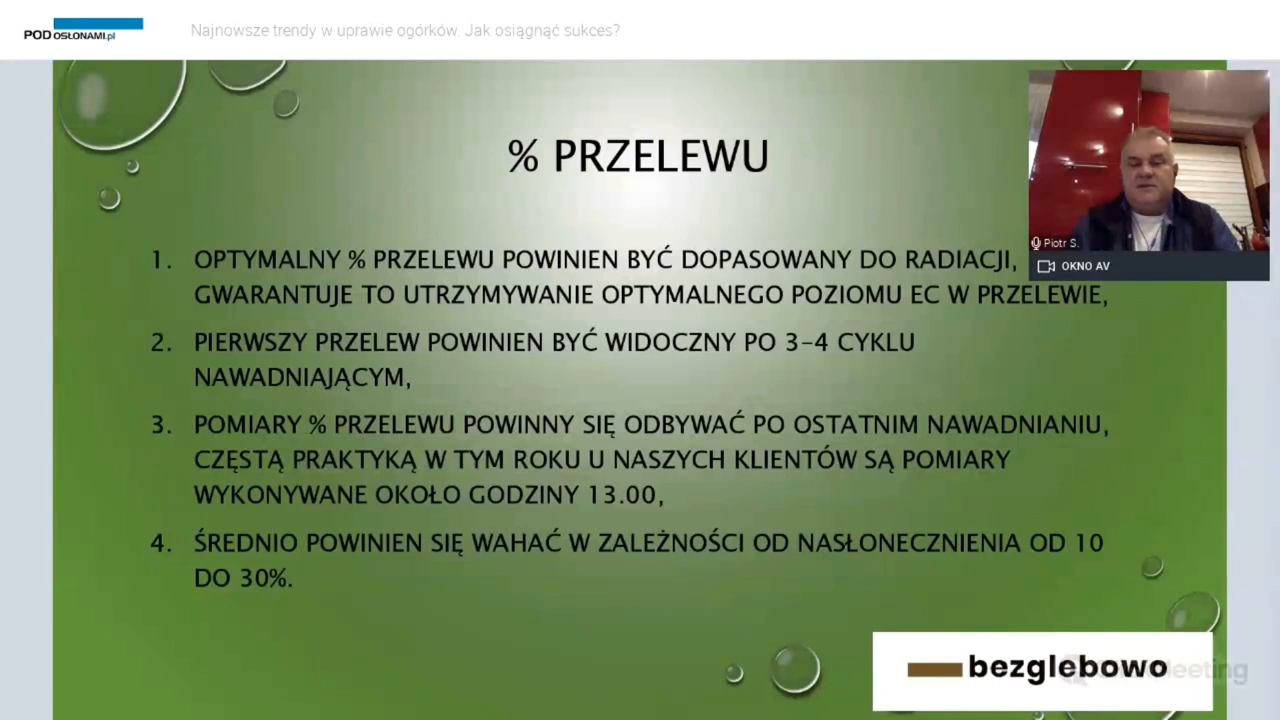 PODOSŁONAMI.pl
Najnowsze trendy w uprawie ogórków. Jak osiągnąć sukces?
% PRZELEWU
Piotr S.
OKNO AV
1. OPTYMALNY % PRZELEWU POWINIEN BYĆ DOPASOWANY DO RADIACJI,
GWARANTUJE TO UTRZYMYWANIE OPTYMALNEGO POZIOMU EC W PRZELEWIE,
2. PIERWSZY PRZELEW POWINIEN BYĆ WIDOCZNY PO 3-4 CYKLU
NAWADNIAJĄCYM,
3. POMIARY % PRZELEWU POWINNY SIĘ ODBYWAĆ PO OSTATNIM NAWADNIANIU,
CZĘSTĄ PRAKTYKĄ W TYM ROKU U NASZYCH KLIENTÓW SĄ POMIARY
WYKONYWANE OKOŁO GODZINY 13.00,
4. ŚREDNIO POWINIEN SIĘ WAHAĆ W ZALEŻNOŚCI OD NASŁONECZNIENIA OD 10
DO 30%.
bezglebowo